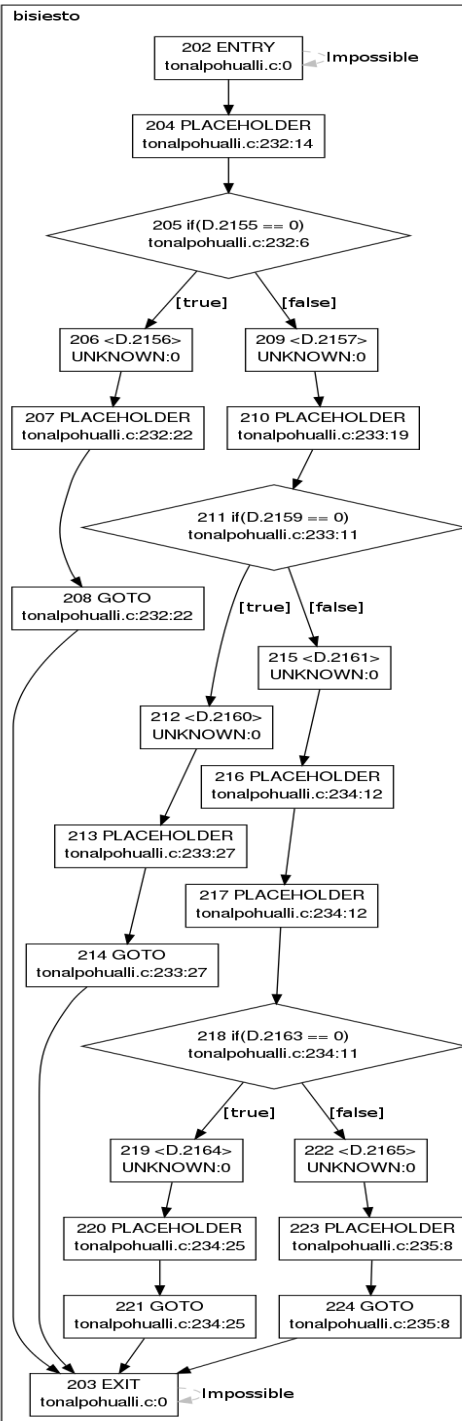 bisiesto
202 ENTRY
tonalpohualli.c:0
Impossible
204 PLACEHOLDER
tonalpohualli.c:232:14
205 if(D.2155 == 0)
tonalpohualli.c:232:6
[true]
[false]
206 <D.2156>
UNKNOWN:0
209 <D.2157>
UNKNOWN:0
207 PLACEHOLDER
tonalpohualli.c:232:22
210 PLACEHOLDER
tonalpohualli.c:233:19
211 if(D.2159 == 0)
tonalpohualli.c:233:11
208 GOTO
tonalpohualli.c:232:22
[true]
[false]
215 <D.2161>
UNKNOWN:0
212 <D.2160>
UNKNOWN:0
216 PLACEHOLDER
tonalpohualli.c:234:12
213 PLACEHOLDER
tonalpohualli.c:233:27
217 PLACEHOLDER
tonalpohualli.c:234:12
214 GOTO
tonalpohualli.c:233:27
218 if(D.2163 == 0)
tonalpohualli.c:234:11
[true]
[false]
219 <D.2164>
UNKNOWN:0
222 <D.2165>
UNKNOWN:0
220 PLACEHOLDER
tonalpohualli.c:234:25
223 PLACEHOLDER
tonalpohualli.c:235:8
221 GOTO
tonalpohualli.c:234:25
224 GOTO
tonalpohualli.c:235:8
203 EXIT
tonalpohualli.c:0
Impossible